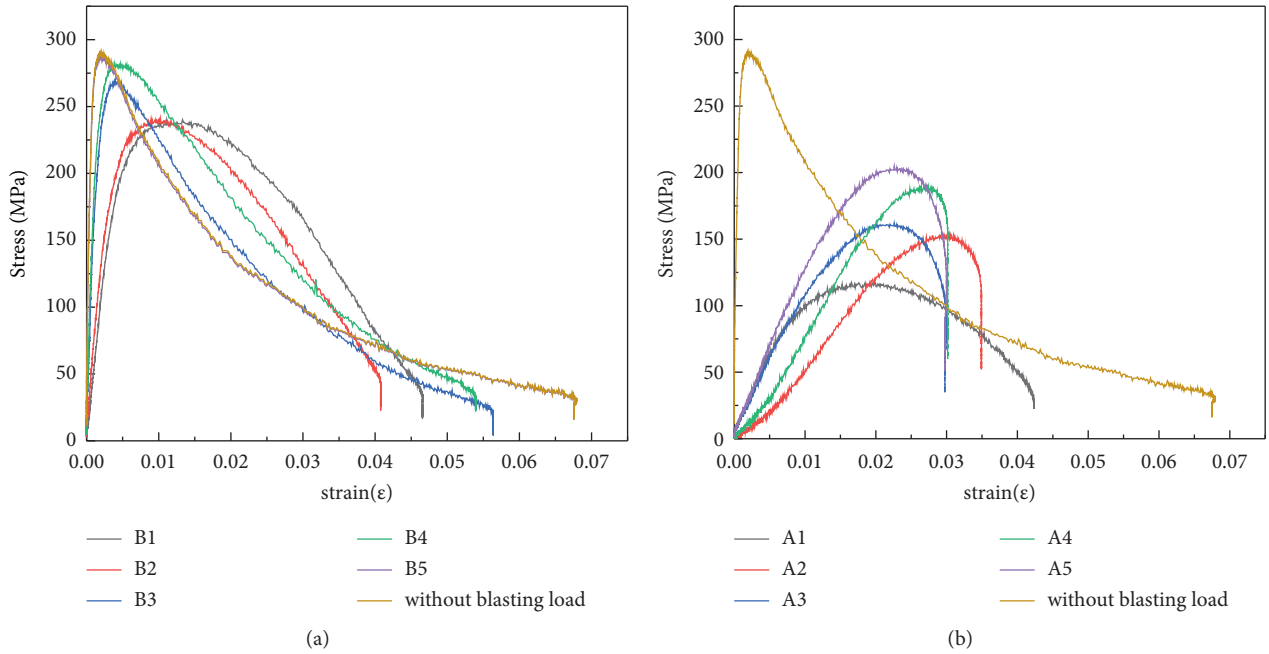 300
250
200
150
100
50
0
Stress (MPa)
0.00 0.01 0.02 0.03 0.04 0.05 0.06 0.07
strain(ε)
B1 B4
B2 B5
B3 without blasting load
(a)
300
250
200
150
100
50
0
Stress (MPa)
0.00 0.01 0.02 0.03 0.04 0.05 0.06 0.07
strain(ε)
A1 A4
A2 A5
A3 without blasting load
(b)